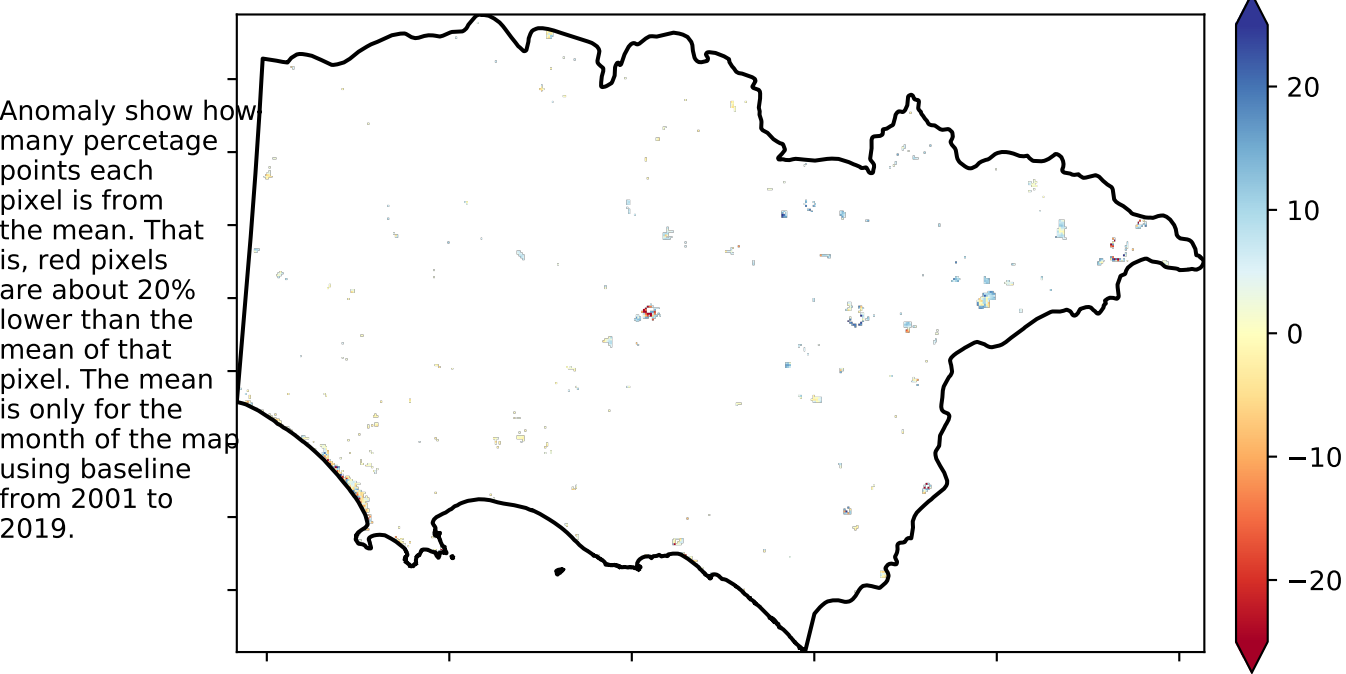 Anomaly show how
many percetage
points each
pixel is from
the mean. That
is, red pixels
are about 20%
lower than the
mean of that
pixel. The mean
is only for the
month of the map
using baseline
from 2001 to
2019.
20
10
0
−10
−20